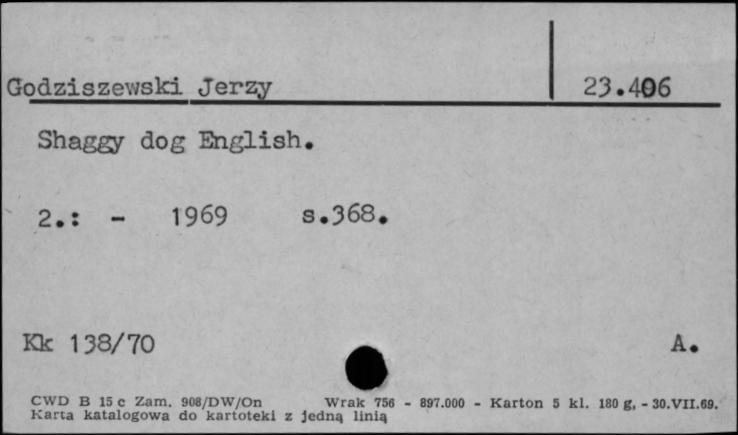 Godziszewski Jerzy 23.406
Shaggy dog English.
2.: - 1969 s.368.
Kk 138/70 A.
CWD B 15 c Zam. 908/DW/On Wrak 756 - 897.000 - Karton 5 kl. 180 g, - 30.VII.69.
Karta katalogowa do kartoteki z jedną linią